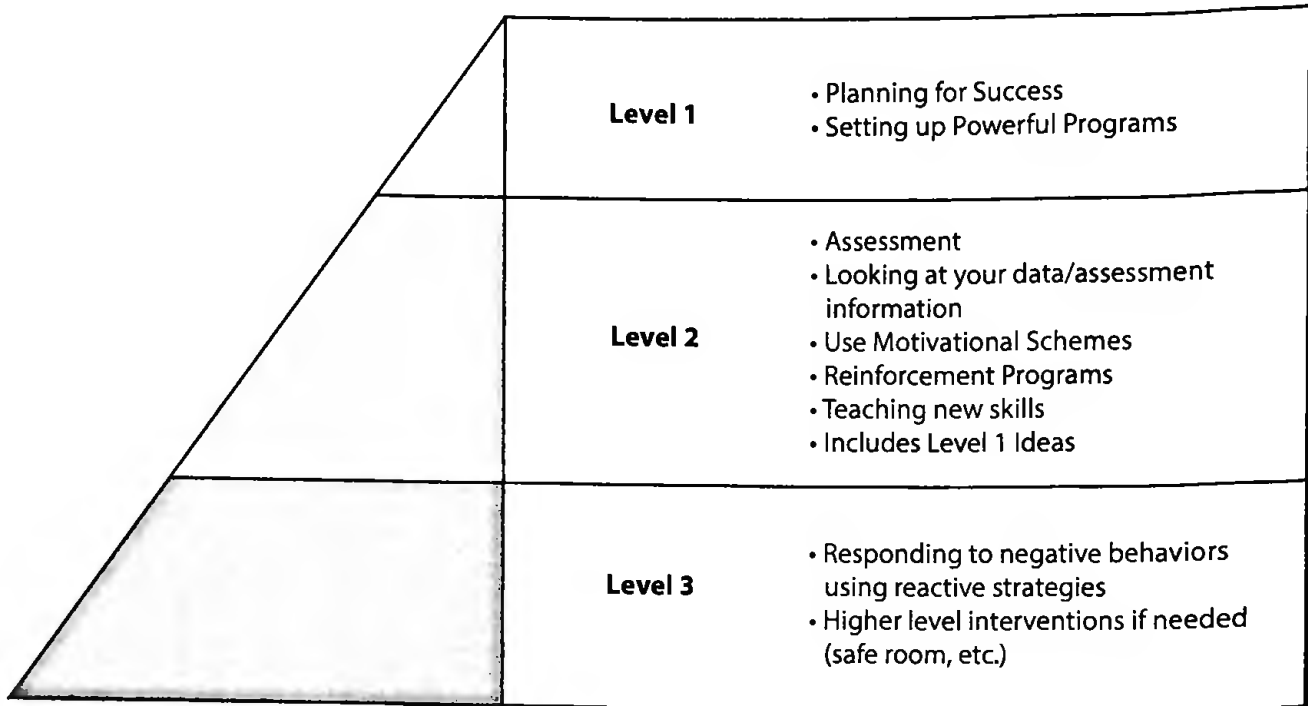 Level 1
• Planning for Success
• Setting up Powerful Programs
Level 2
• Assessment
• Looking at your data/assessment
information
• Use Motivational Schemes
• Reinforcement Programs
• Teaching new skills
• Includes Level 1 Ideas
Level 3
• Responding to negative behaviors
using reactive strategies
• Higher level interventions if needed
(safe room, etc.)